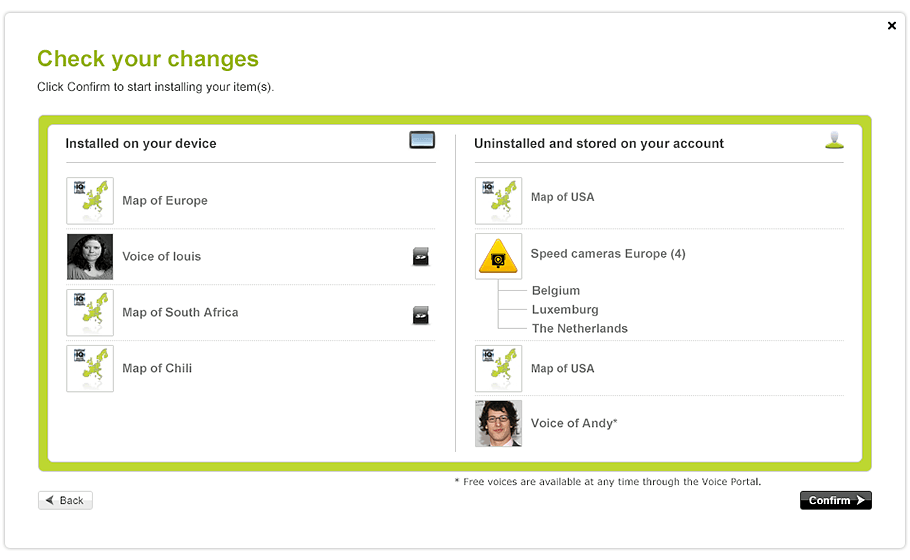 Check your changes
Click Confirm to start installing your item(s).
Installed on your device
Map of Europe
Voice of louis
Map of South Africa
Map of Chili
Uninstalled and stored on your account
Map of USA
Speed cameras Europe (4)
Belgium
Luxemburg
The Netherlands
Map of USA
Voice of Andy*
* Free voices are available at any time through the Voice Portal.
Back
Confirm